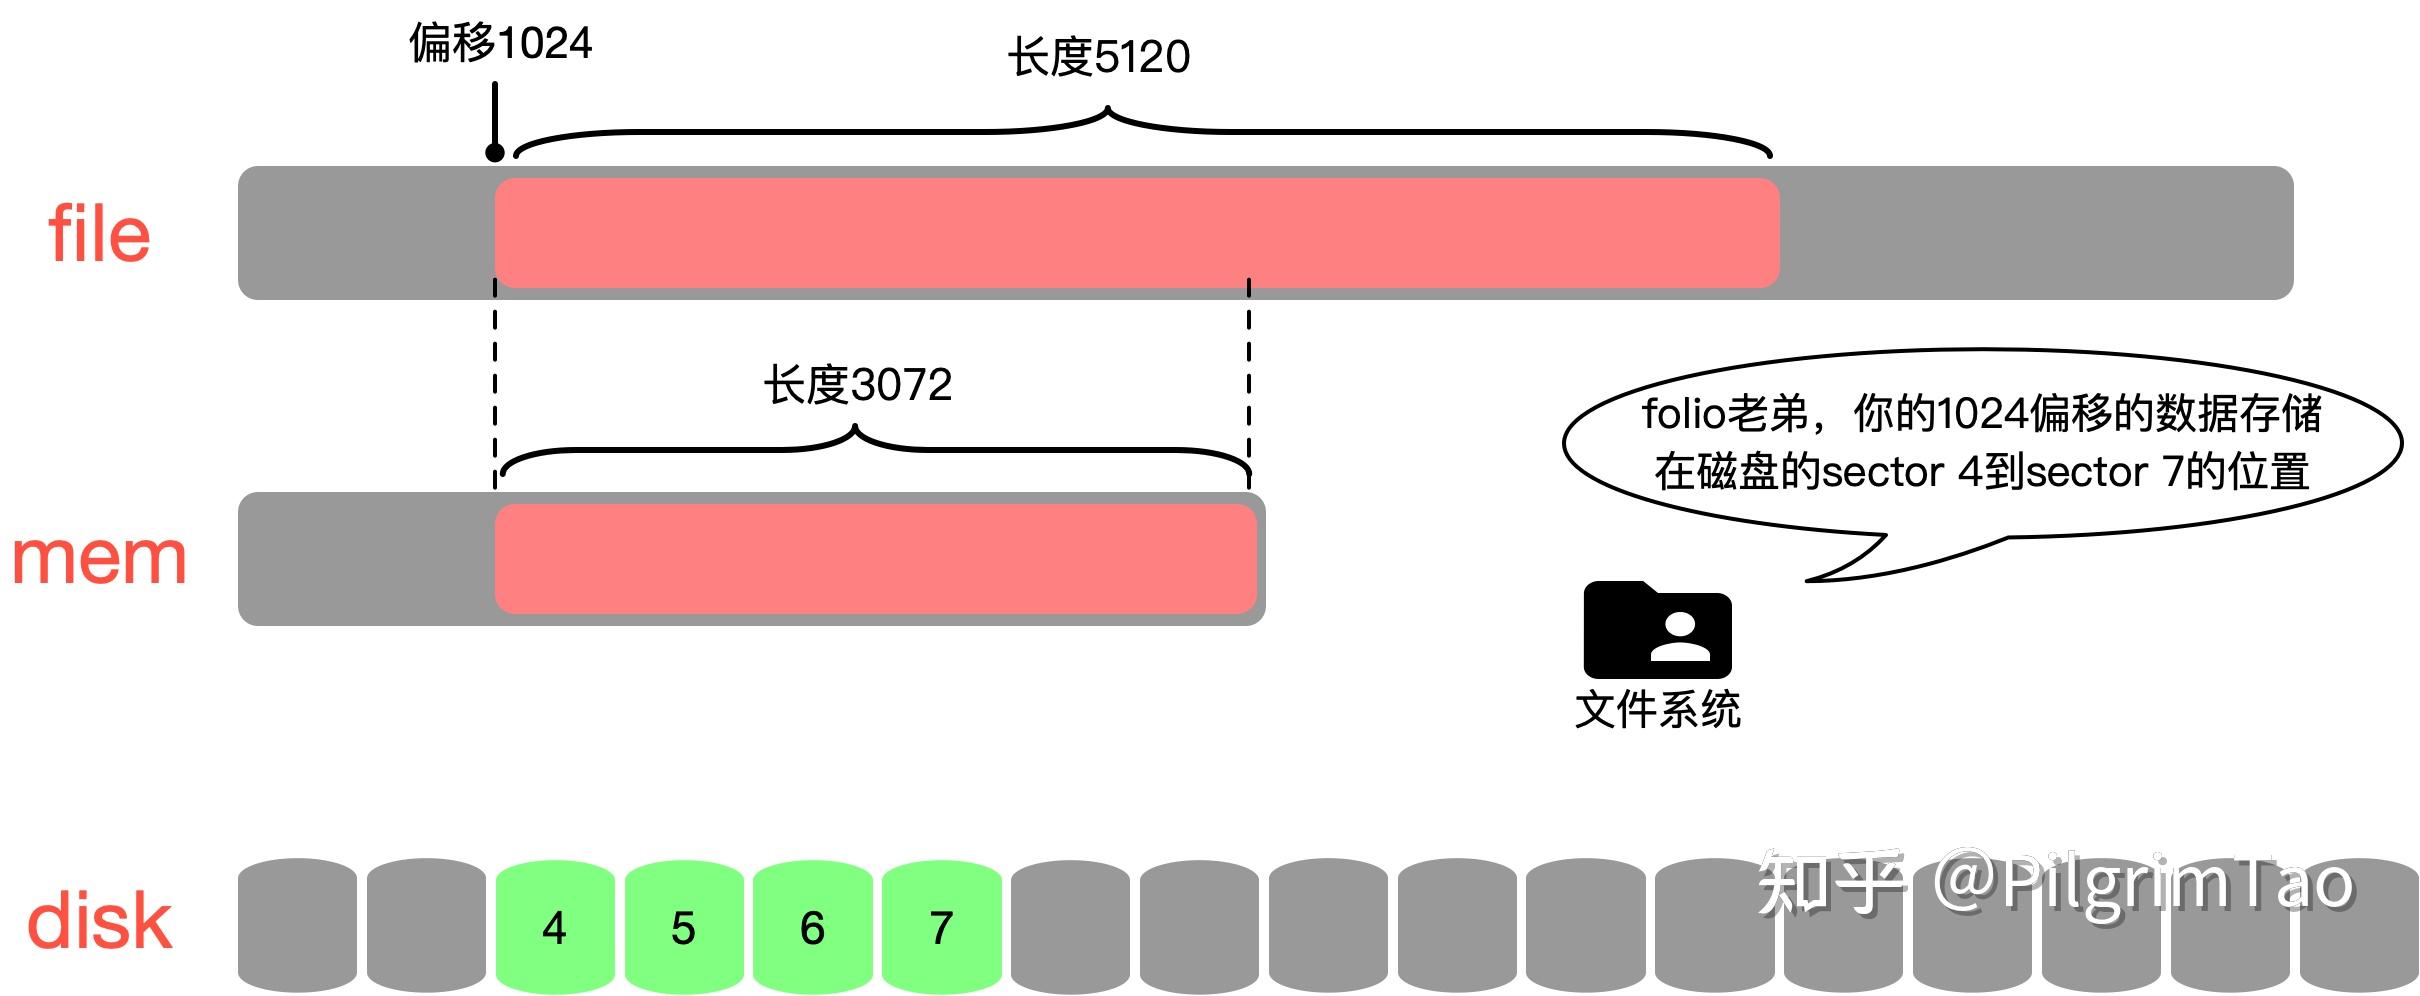 偏移1024
长度5120
file
长度3072
folio老弟，你的1024偏移的数据存储
在磁盘的sector 4到sector 7的位置
mem
文件系统
disk
4
5
6
7
知乎 @PilgrimTao